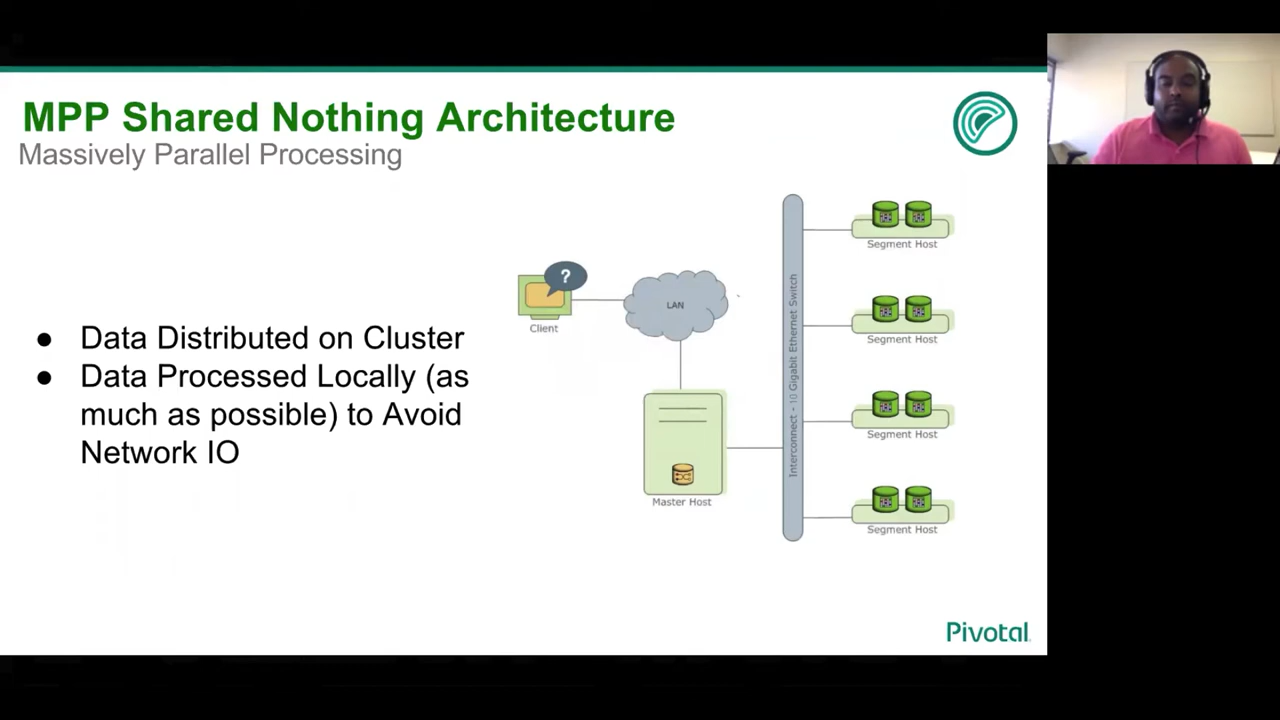 MPP Shared Nothing Architecture
Massively Parallel Processing
● Data Distributed on Cluster
● Data Processed Locally (as
much as possible) to Avoid
Network IO
?
Client
LAN
Master Host
Interconnect - 10 Gigabit Ethernet Switch
Segment Host
Segment Host
Segment Host
Segment Host
Pivotal